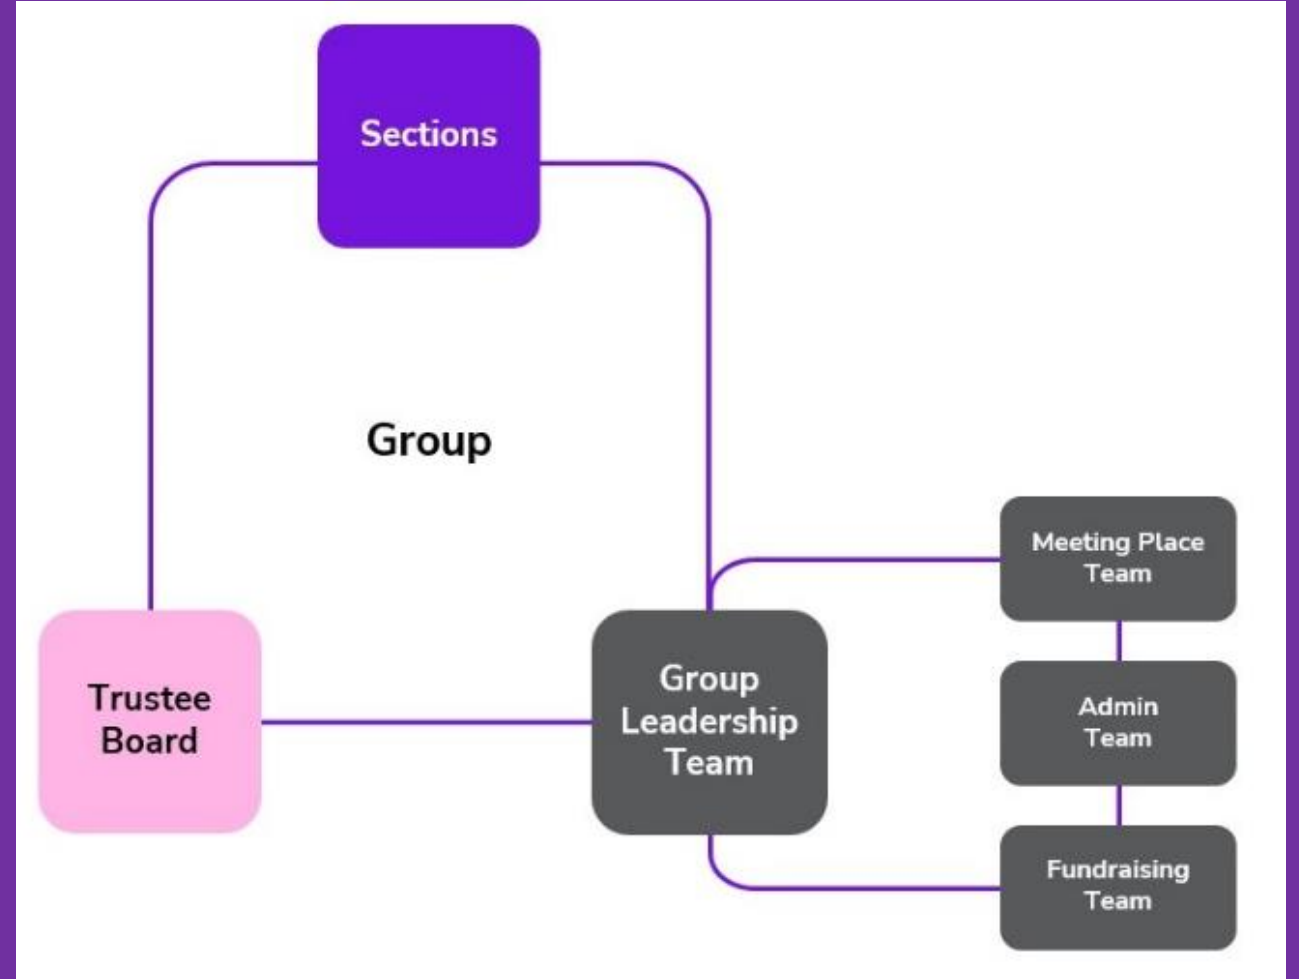 Sections
Group
Meeting Place
Team
Trustee
Board
Group
Leadership
Team
Admin
Team
Fundraising
Team